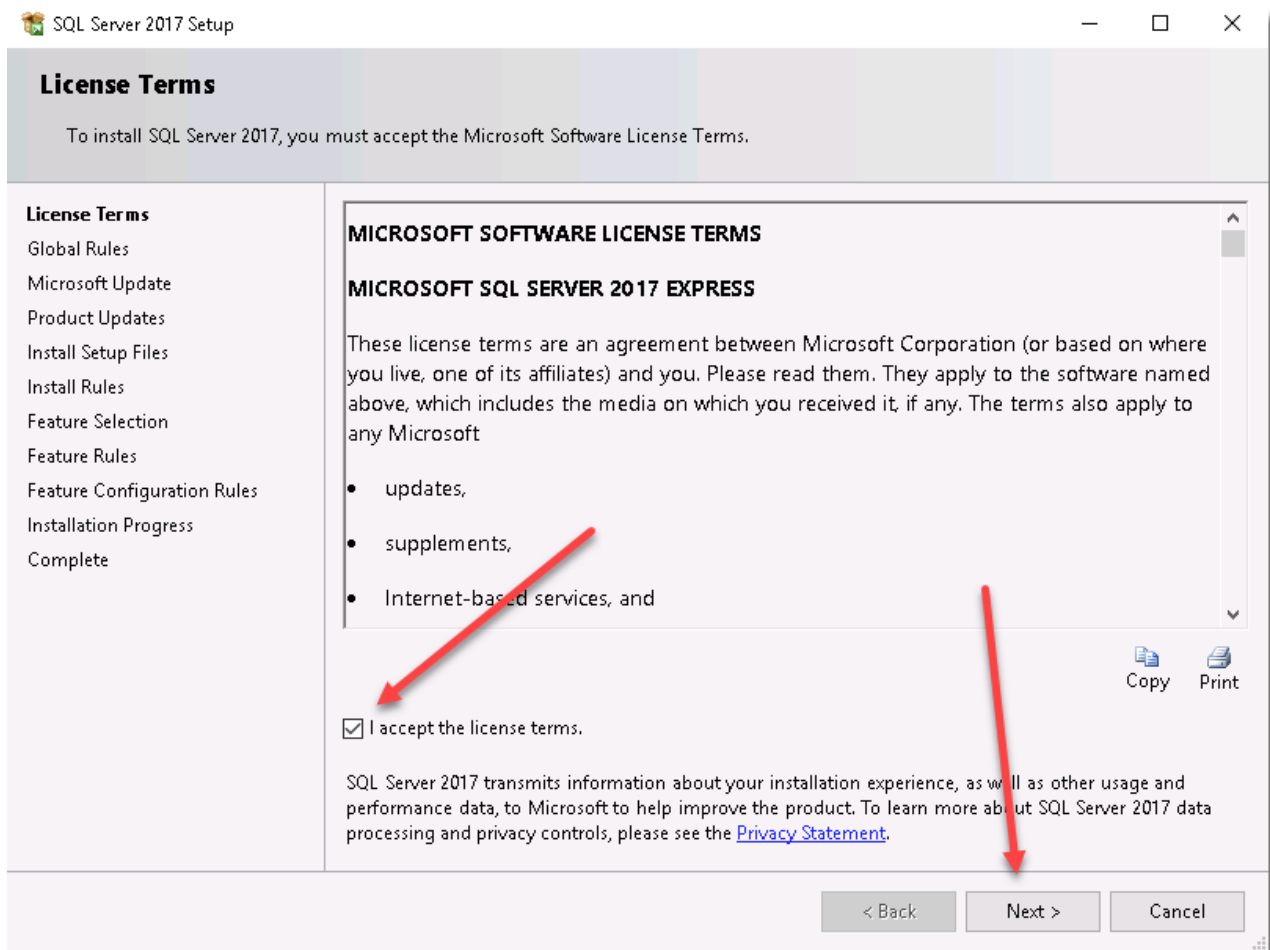 SQL Server 2017 Setup
License Terms
To install SQL Server 2017, you must accept the Microsoft Software License Terms.
License Terms
Global Rules
Microsoft Update
Product Updates
Install Setup Files
Install Rules
Feature Selection
Feature Rules
Feature Configuration Rules
Installation Progress
Complete
MICROSOFT SOFTWARE LICENSE TERMS
MICROSOFT SQL SERVER 2017 EXPRESS
These license terms are an agreement between Microsoft Corporation (or based on where
you live, one of its affiliates) and you. Please read them. They apply to the software named
above, which includes the media on which you received it, if any. The terms also apply to
any Microsoft
• updates,
• supplements,
• Internet-based services, and
Copy Print
I accept the license terms.
SQL Server 2017 transmits information about your installation experience, as well as other usage and
performance data, to Microsoft to help improve the product. To learn more about SQL Server 2017 data
processing and privacy controls, please see the Privacy Statement.
< Back Next > Cancel